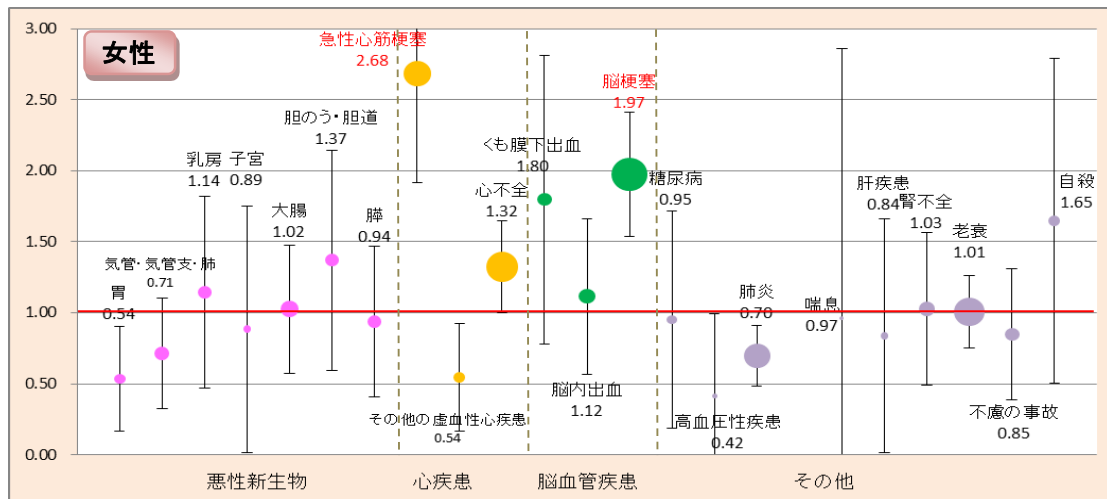 女性
3.00
2.50
2.00
1.50
1.00
0.50
0.00
胃
0.54
気管・気管支・肺
0.71
乳房
1.14
子宮
0.89
大腸
1.02
胆のう・胆道
1.37
膵
0.94
急性心筋梗塞
2.68
その他の虚血性心疾患
0.54
心不全
1.32
くも膜下出血
1.80
脳内出血
1.12
脳梗塞
1.97
糖尿病
0.95
高血圧性疾患
0.42
肺炎
0.70
喘息
0.97
肝疾患
0.84
腎不全
1.03
老衰
1.01
不慮の事故
0.85
自殺
1.65
悪性新生物
心疾患
脳血管疾患
その他